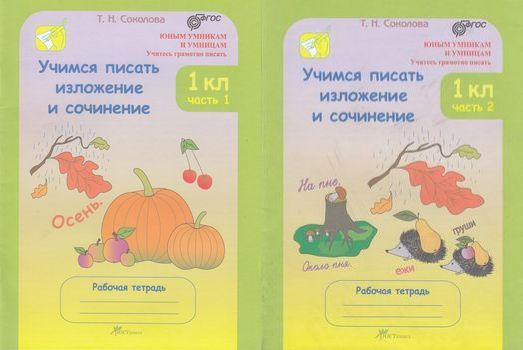 Т. Н. Соколова
ФГОС
ЮНЫМ УМНИКАМ
И УМНИЦАМ
Учитесь грамотно писать
Учимся писать
изложение
и сочинение
1 кл
часть 1
Осень.
Рабочая тетрадь
РОСТкнига
Т. Н. Соколова
ФГОС
ЮНЫМ УМНИКАМ
И УМНИЦАМ
Учитесь грамотно писать
Учимся писать
изложение
и сочинение
1 кл
часть 2
На пне.
Около пня.
груши
ежи
Рабочая тетрадь
РОСТкнига